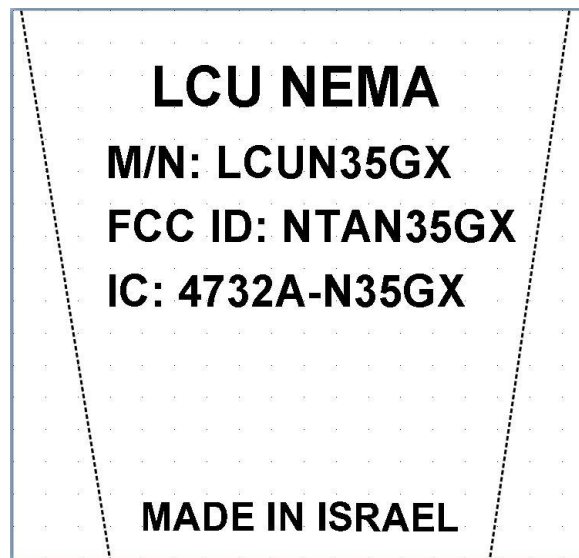 LCU NEMA
M/N: LCUN35GX
FCC ID: NTAN35GX
IC: 4732A-N35GX
MADE IN ISRAEL